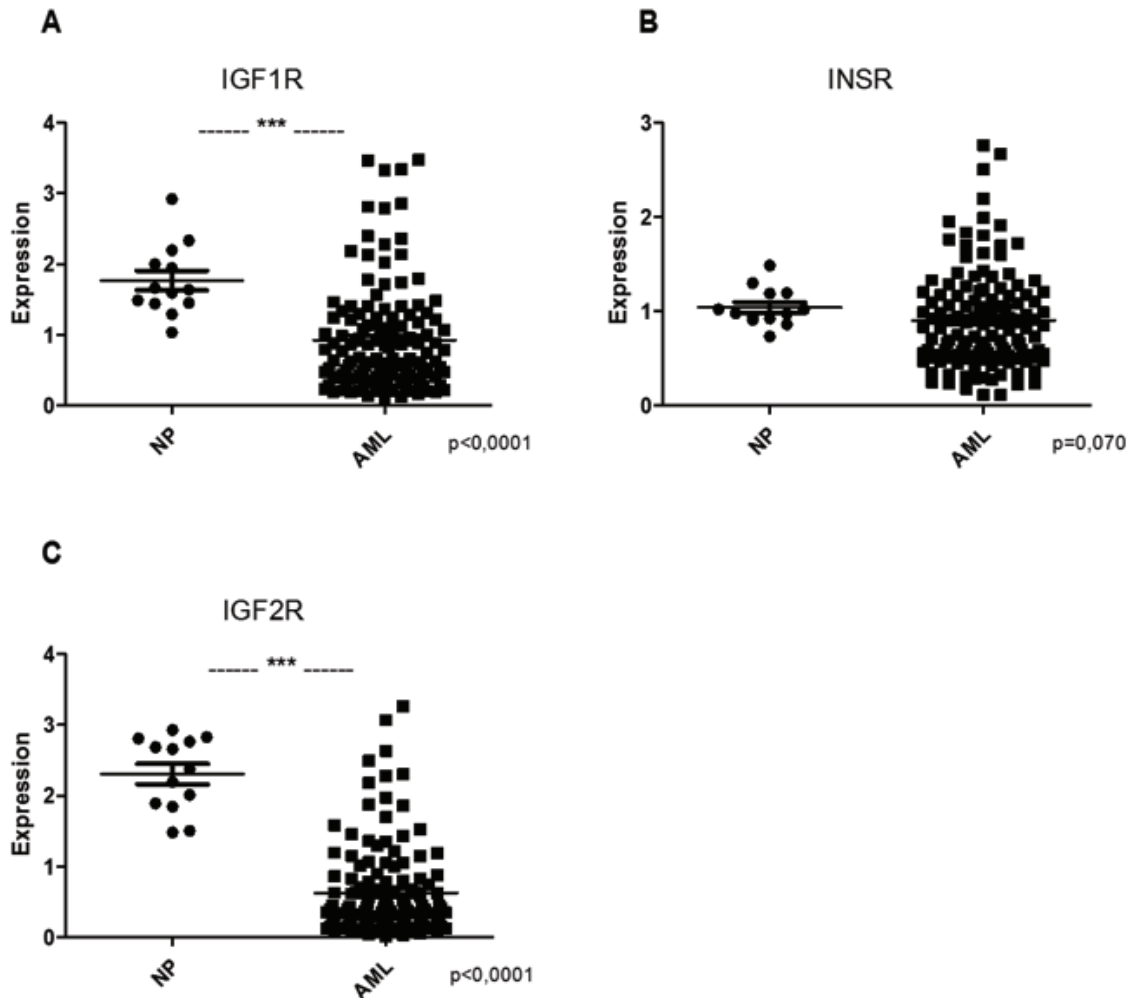 A
IGF1R
------ *** ------
4
3
2
1
0
Expression
NP
AML
p<0,0001
B
INSR
3
2
1
0
Expression
NP
AML
p=0,070
C
IGF2R
------ *** ------
4
3
2
1
0
Expression
NP
AML
p<0,0001